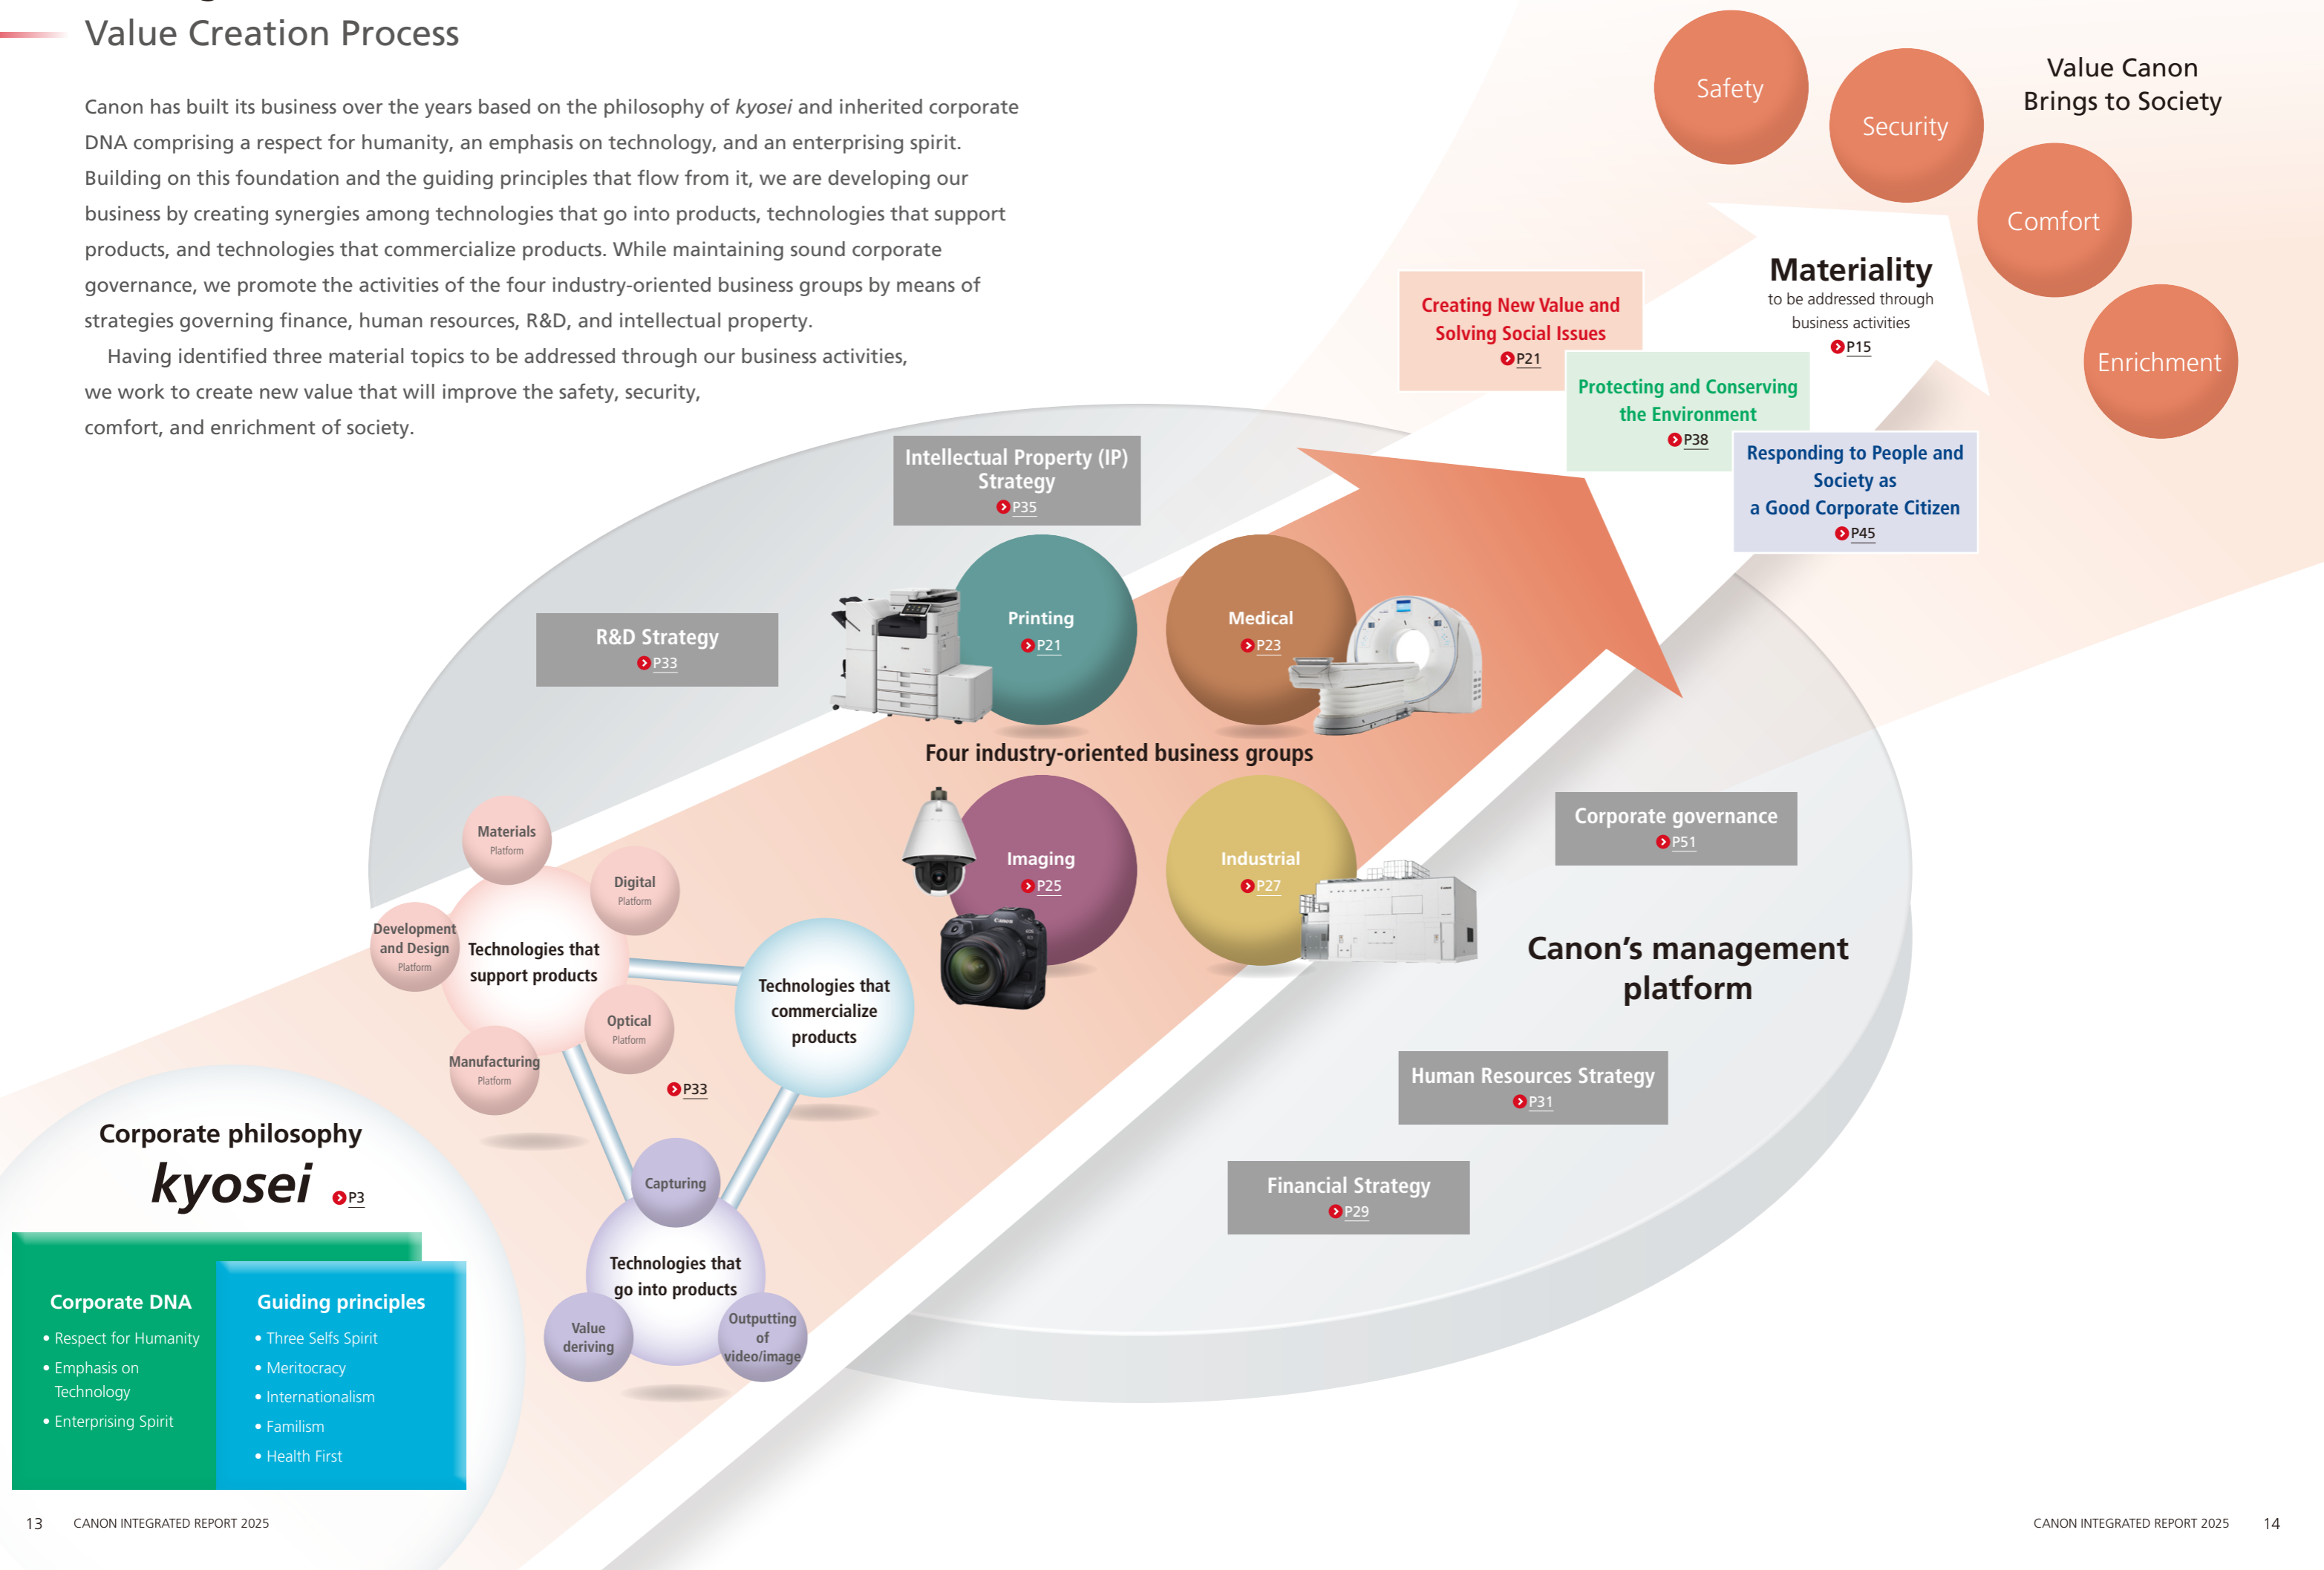 Value Creation Process
Canon has built its business over the years based on the philosophy of kyosei and inherited corporate
DNA comprising a respect for humanity, an emphasis on technology, and an enterprising spirit.
Building on this foundation and the guiding principles that flow from it, we are developing our
business by creating synergies among technologies that go into products, technologies that support
products, and technologies that commercialize products. While maintaining sound corporate
governance, we promote the activities of the four industry-oriented business groups by means of
strategies governing finance, human resources, R&D, and intellectual property.
Having identified three material topics to be addressed through our business activities,
we work to create new value that will improve the safety, security,
comfort, and enrichment of society.
Value Canon
Brings to Society
Safety
Security
Comfort
Enrichment
Materiality
to be addressed through
business activities
P15
Creating New Value and
Solving Social Issues
P21
Protecting and Conserving
the Environment
P38
Responding to People and
Society as
a Good Corporate Citizen
P45
Intellectual Property (IP)
Strategy
P35
R&D Strategy
P33
Printing
P21
Medical
P23
Four industry-oriented business groups
Imaging
P25
Industrial
P27
Canon
Corporate governance
P51
Canon's management
platform
Human Resources Strategy
P31
Financial Strategy
P29
Materials
Platform
Digital
Platform
Development
and Design
Platform
Technologies that
support products
Optical
Platform
Manufacturing
Platform
Technologies that
commercialize
products
P33
Capturing
Technologies that
go into products
Value
deriving
Outputting
of
video/image
Corporate philosophy
kyosei
P3
Corporate DNA
• Respect for Humanity
• Emphasis on
Technology
• Enterprising Spirit
Guiding principles
• Three Selfs Spirit
• Meritocracy
• Internationalism
• Familism
• Health First
13 CANON INTEGRATED REPORT 2025
CANON INTEGRATED REPORT 2025 14